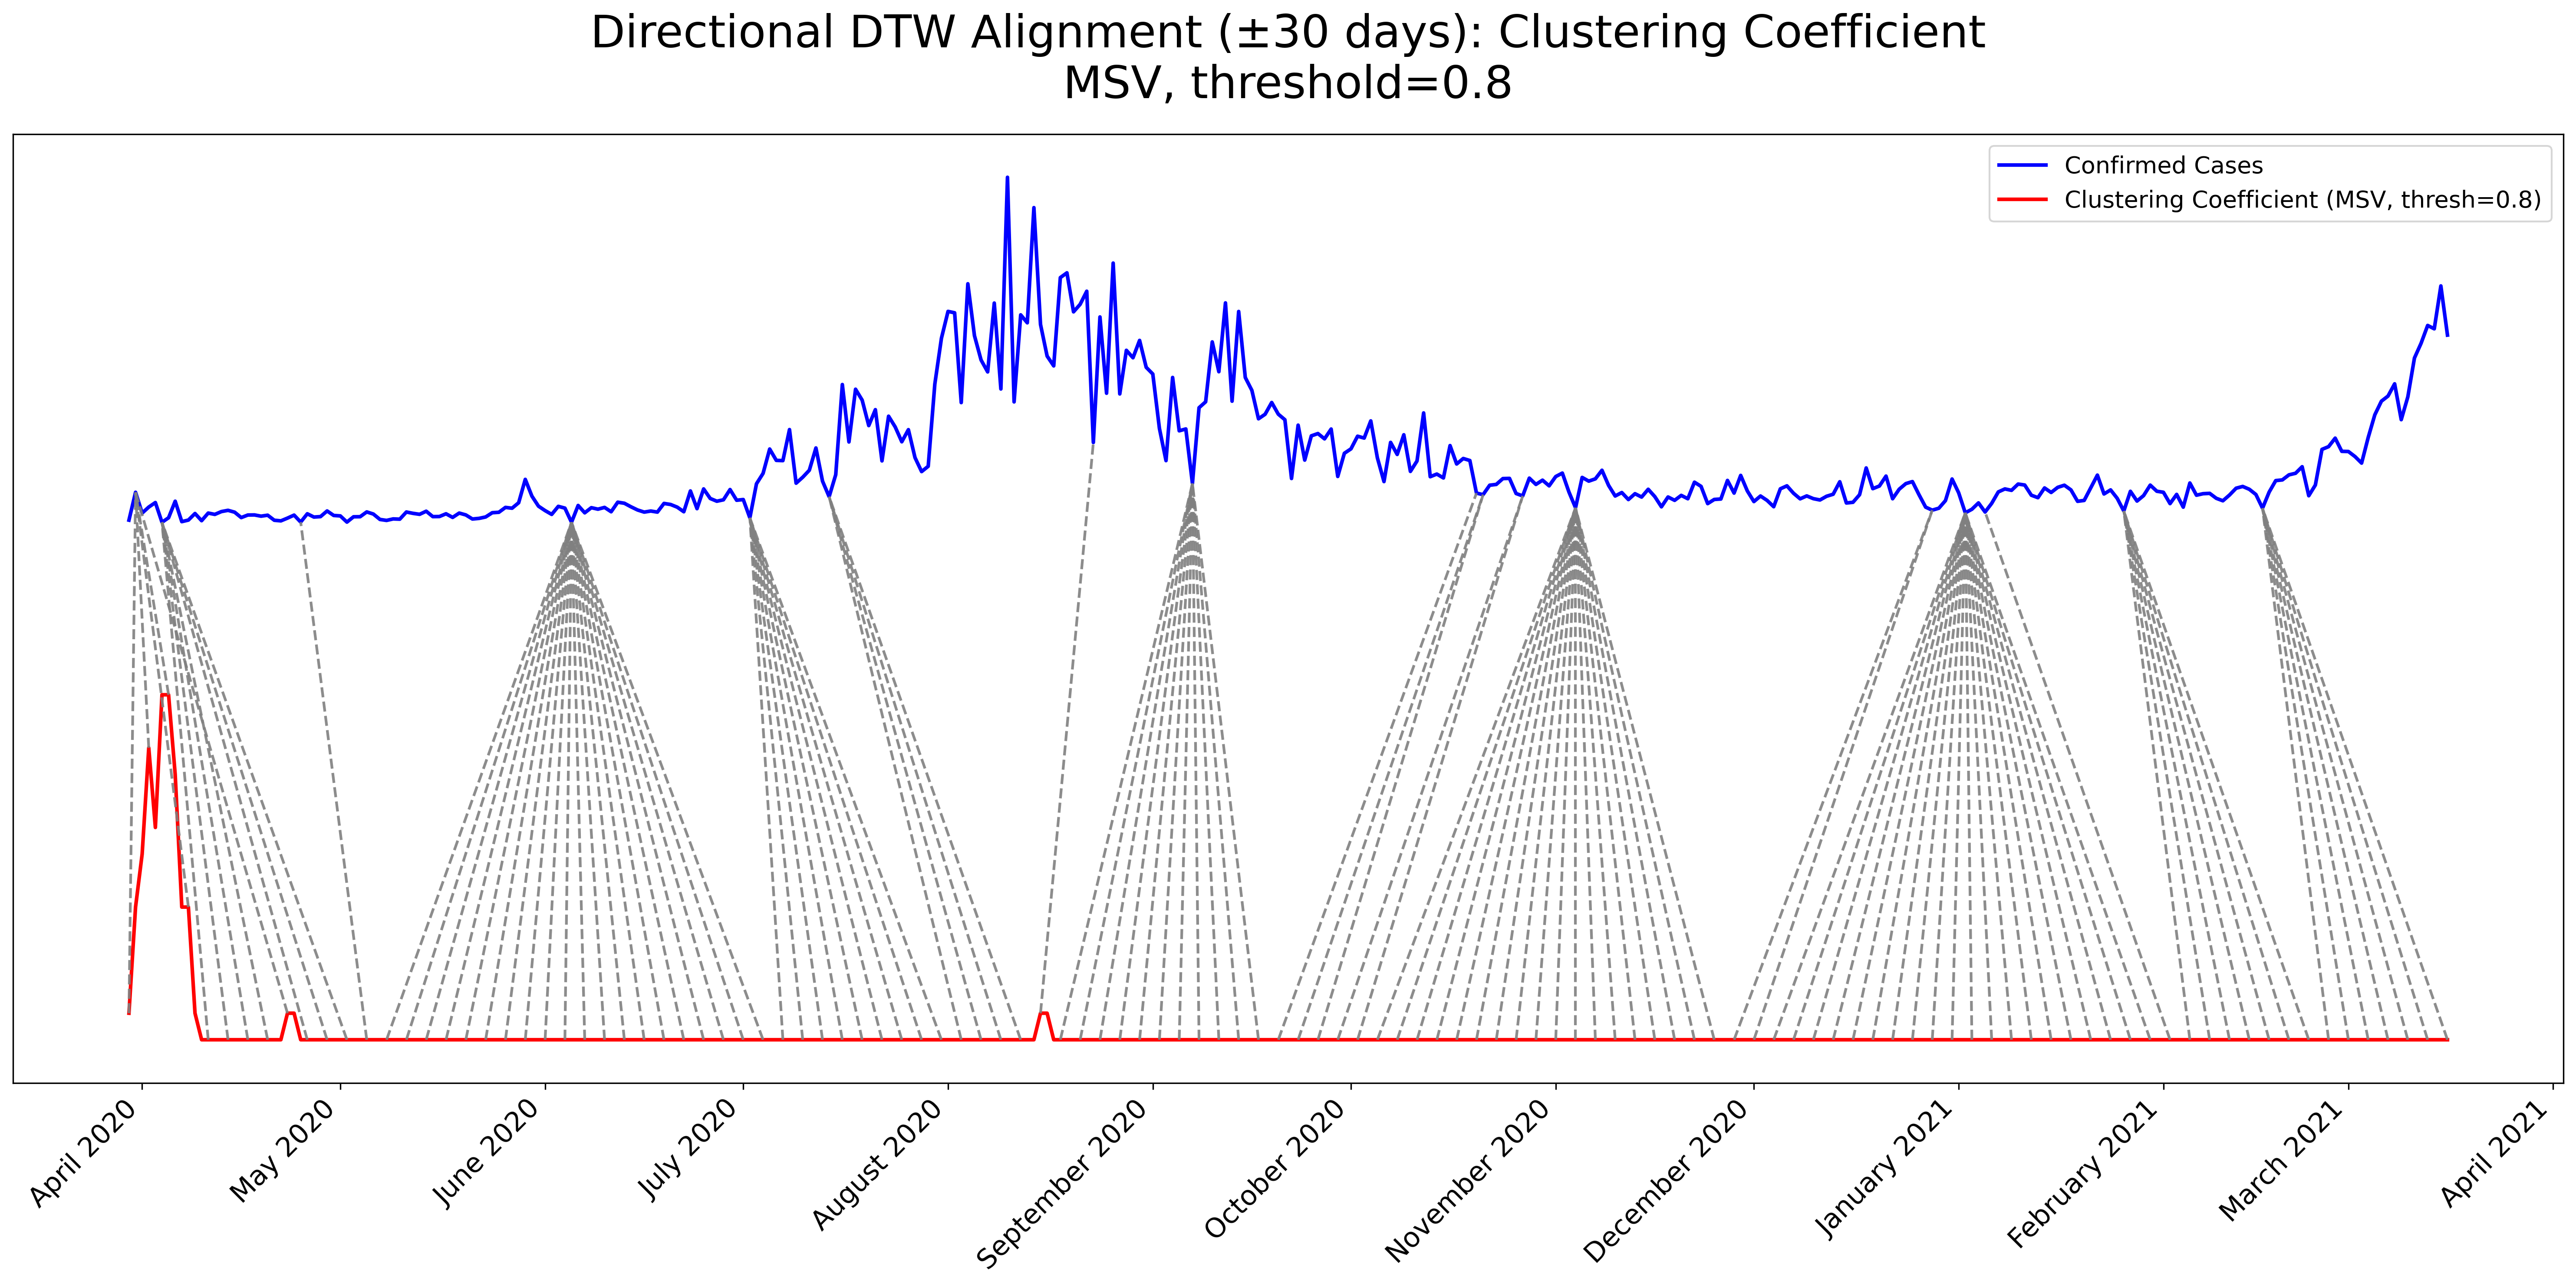 Directional DTW Alignment (±30 days): Clustering Coefficient
MSV, threshold=0.8
Confirmed Cases
Clustering Coefficient (MSV, thresh=0.8)
April 2020
May 2020
June 2020
July 2020
August 2020
September 2020
October 2020
November 2020
December 2020
January 2021
February 2021
March 2021
April 2021